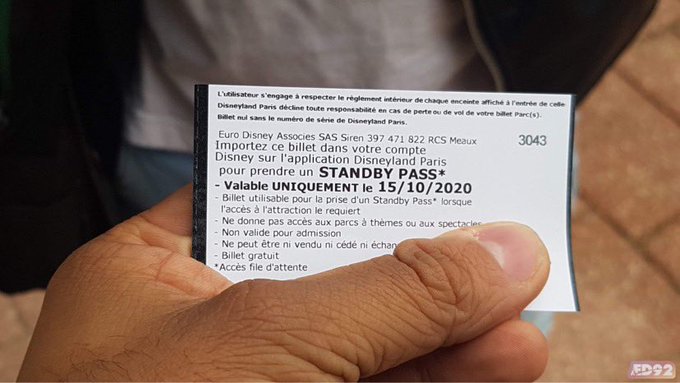 L'utilisateur s'engage à respecter le règlement intérieur de chaque enceinte affiché à l'entrée de celle
Disneyland Paris décline toute responsabilité en cas de perte ou de vol de votre billet Parc(s).
Billet nul sans le numéro de série de Disneyland Paris.
Euro Disney Associes SAS Siren 397 471 822 RCS Meaux
3043
Importez ce billet dans votre compte
Disney sur l'application Disneyland Paris
pour prendre un STANDBY PASS*
- Valable UNIQUEMENT le 15/10/2020
- Billet utilisable pour la prise d'un Standby Pass* lorsque
l'accès à l'attraction le requiert
- Ne donne pas accès aux parcs à thèmes ou aux spectacles
- Non valide pour admission
- Ne peut être ni vendu ni cédé ni
- Billet gratuit
*Accès file d'attente
ED92